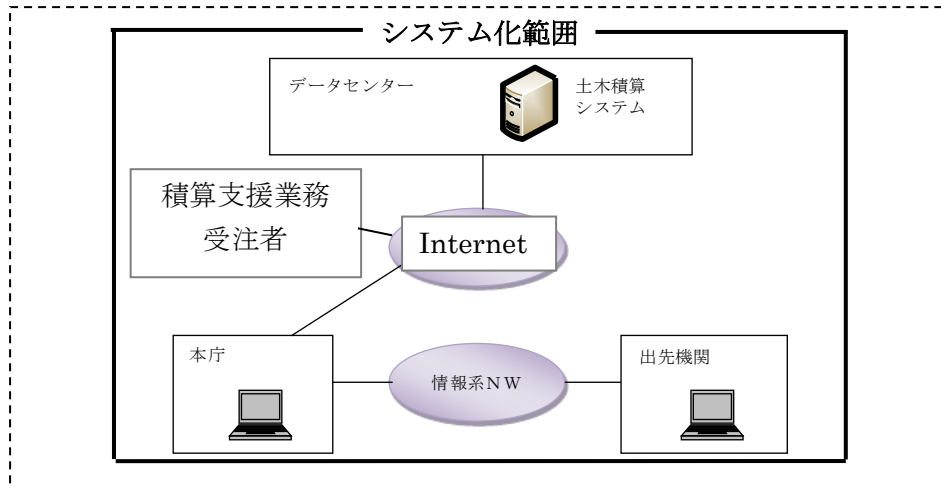 システム化範囲
データセンター
土木積算
システム
積算支援業務
受注者
Internet
本庁
情報系NW
出先機関